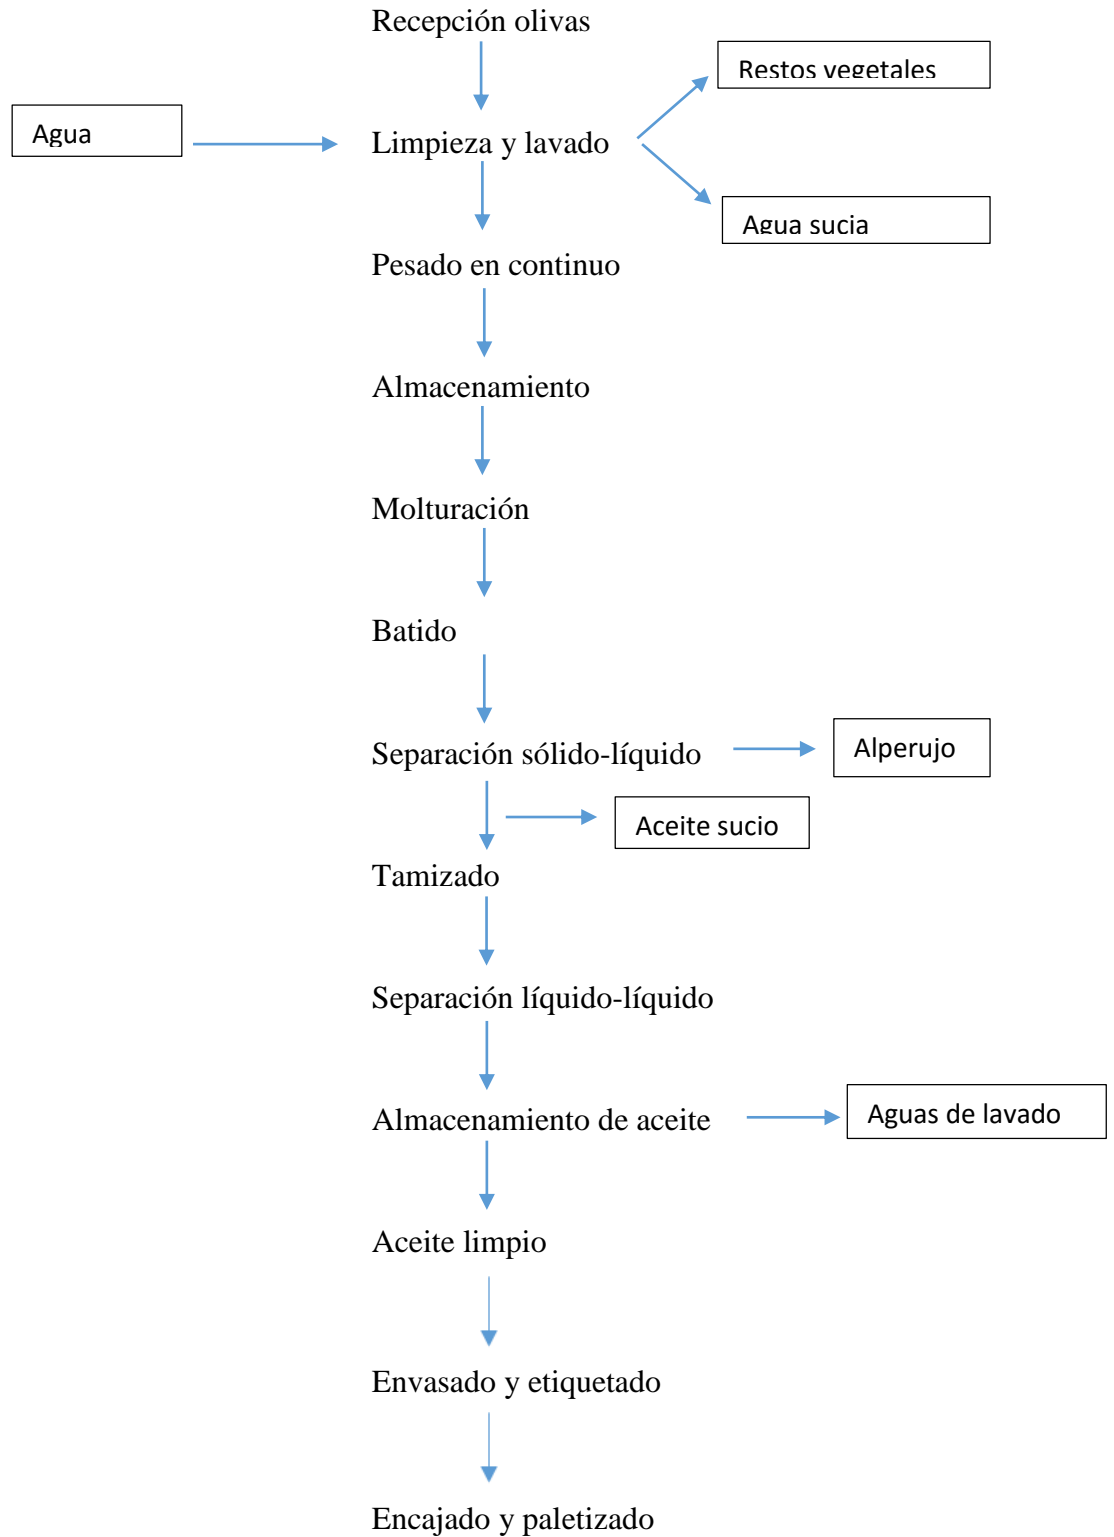 Recepción olivas
Restos vegetales
Agua
Limpieza y lavado
Agua sucia
Pesado en continuo
Almacenamiento
Molturación
Batido
Separación sólido-líquido
Alperujo
Aceite sucio
Tamizado
Separación líquido-líquido
Almacenamiento de aceite
Aguas de lavado
Aceite limpio
Envasado y etiquetado
Encajado y paletizado